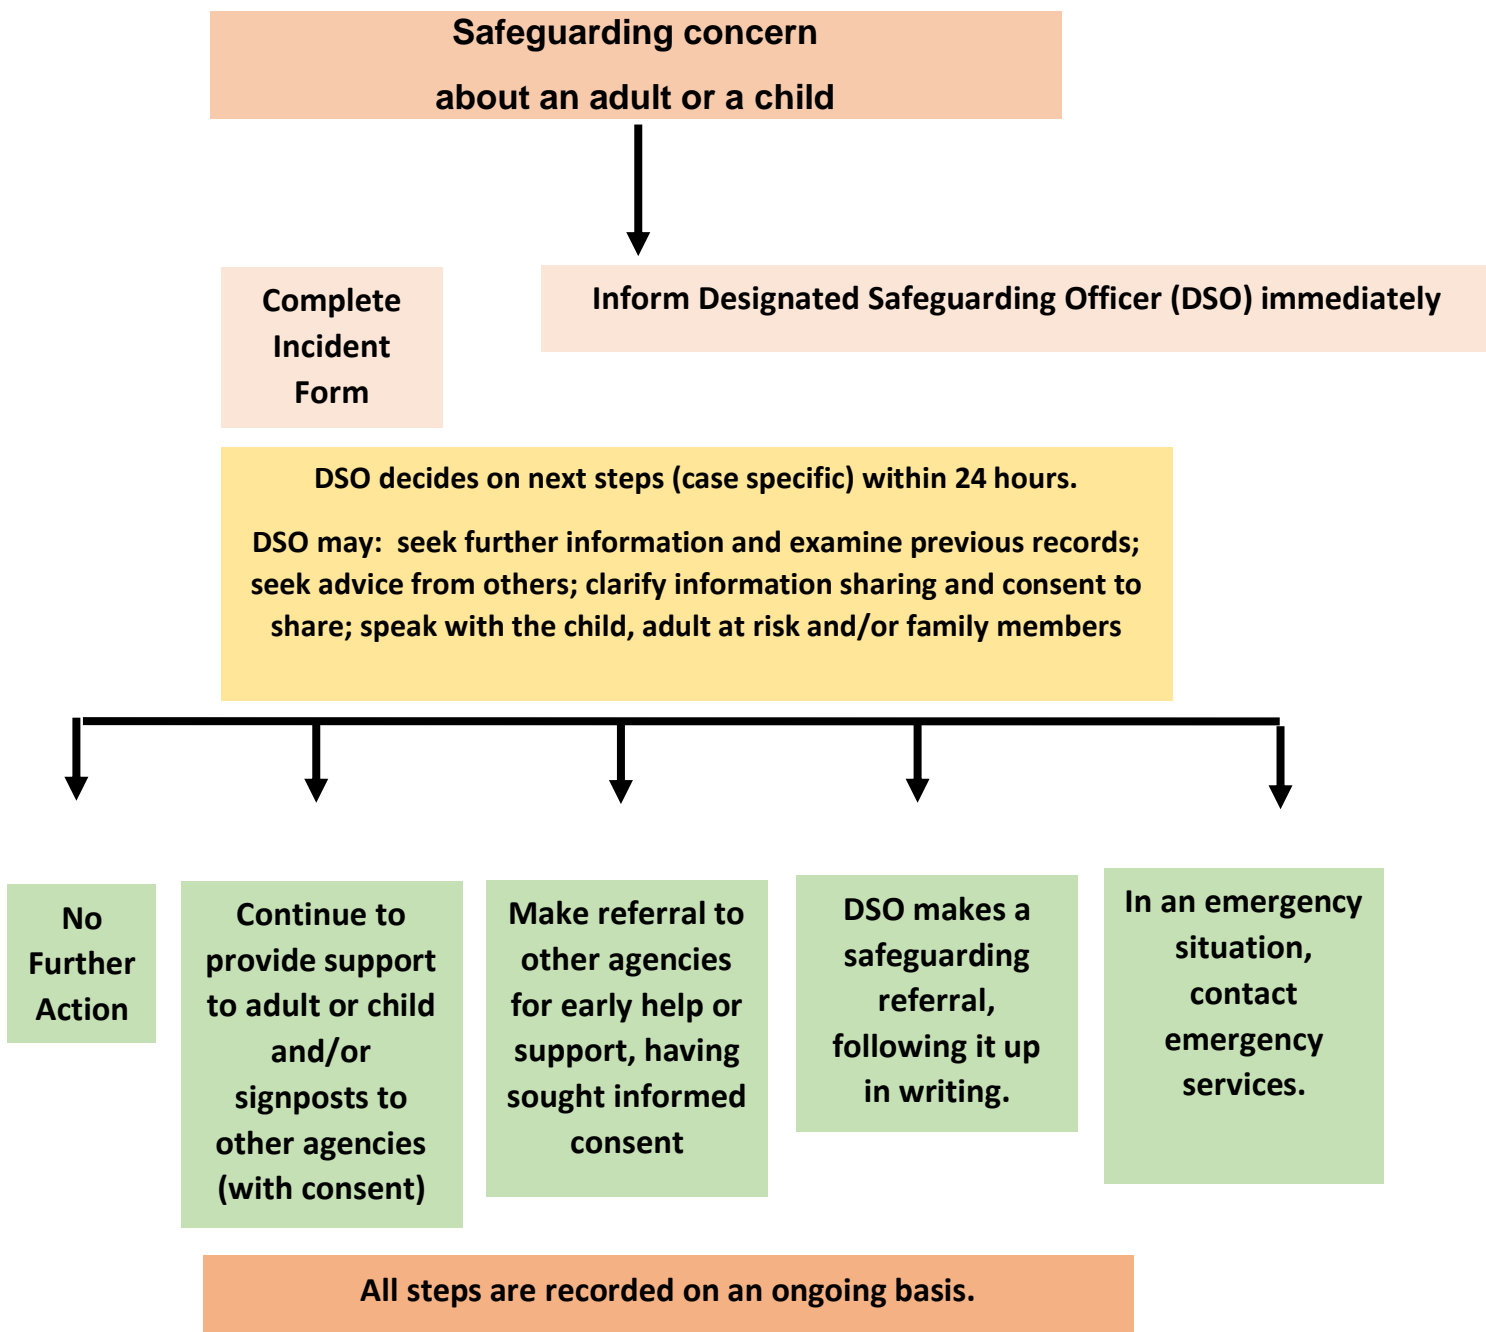 Safeguarding concern
about an adult or a child
Complete
Incident
Form
Inform Designated Safeguarding Officer (DSO) immediately
DSO decides on next steps (case specific) within 24 hours.
DSO may:  seek further information and examine previous records;
seek advice from others; clarify information sharing and consent to
share; speak with the child, adult at risk and/or family members
No
Further
Action
Continue to
provide support
to adult or child
and/or
signposts to
other agencies
(with consent)
Make referral to
other agencies
for early help or
support, having
sought informed
consent
DSO makes a
safeguarding
referral,
following it up
in writing.
In an emergency
situation,
contact
emergency
services.
All steps are recorded on an ongoing basis.